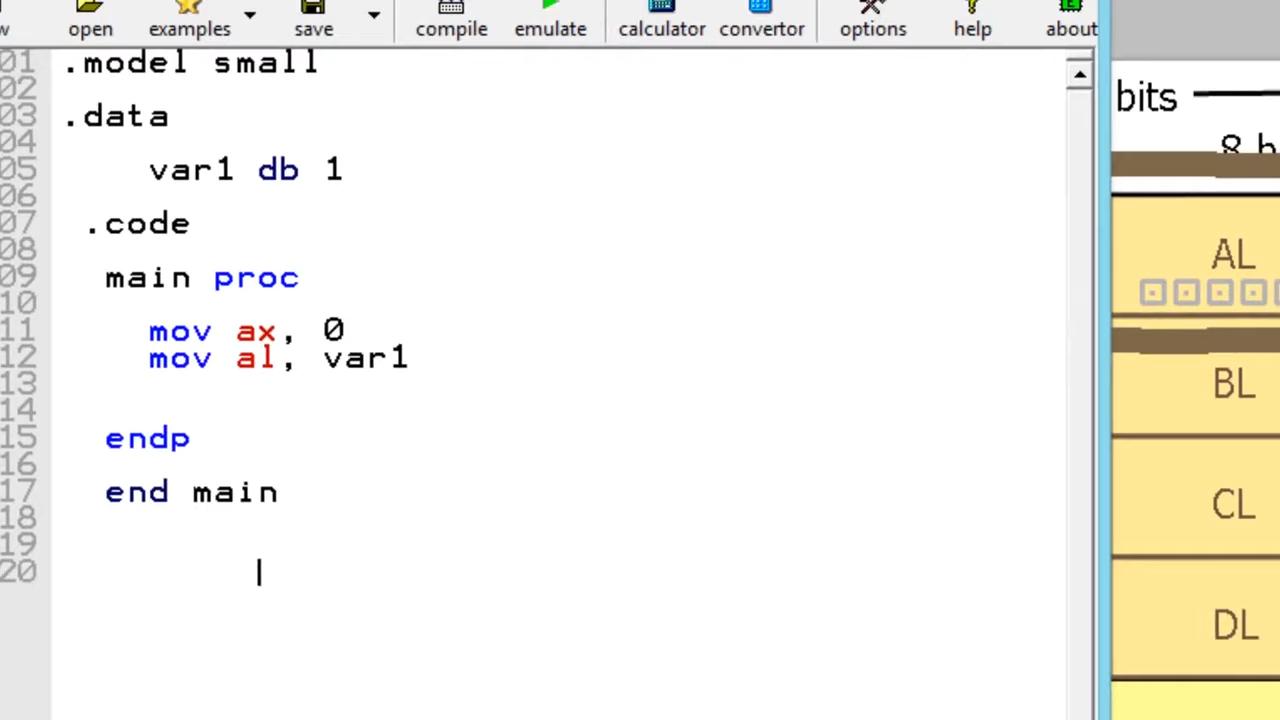 open examples save compile emulate calculator convertor options help about
01 .model small
02
03 .data
04
05 var1 db 1
06
07 .code
08
09 main proc
10
11 mov ax, 0
12 mov al, var1
13
14
15 endp
16
17 end main
18
19
20
bits
AL
BL
CL
DL